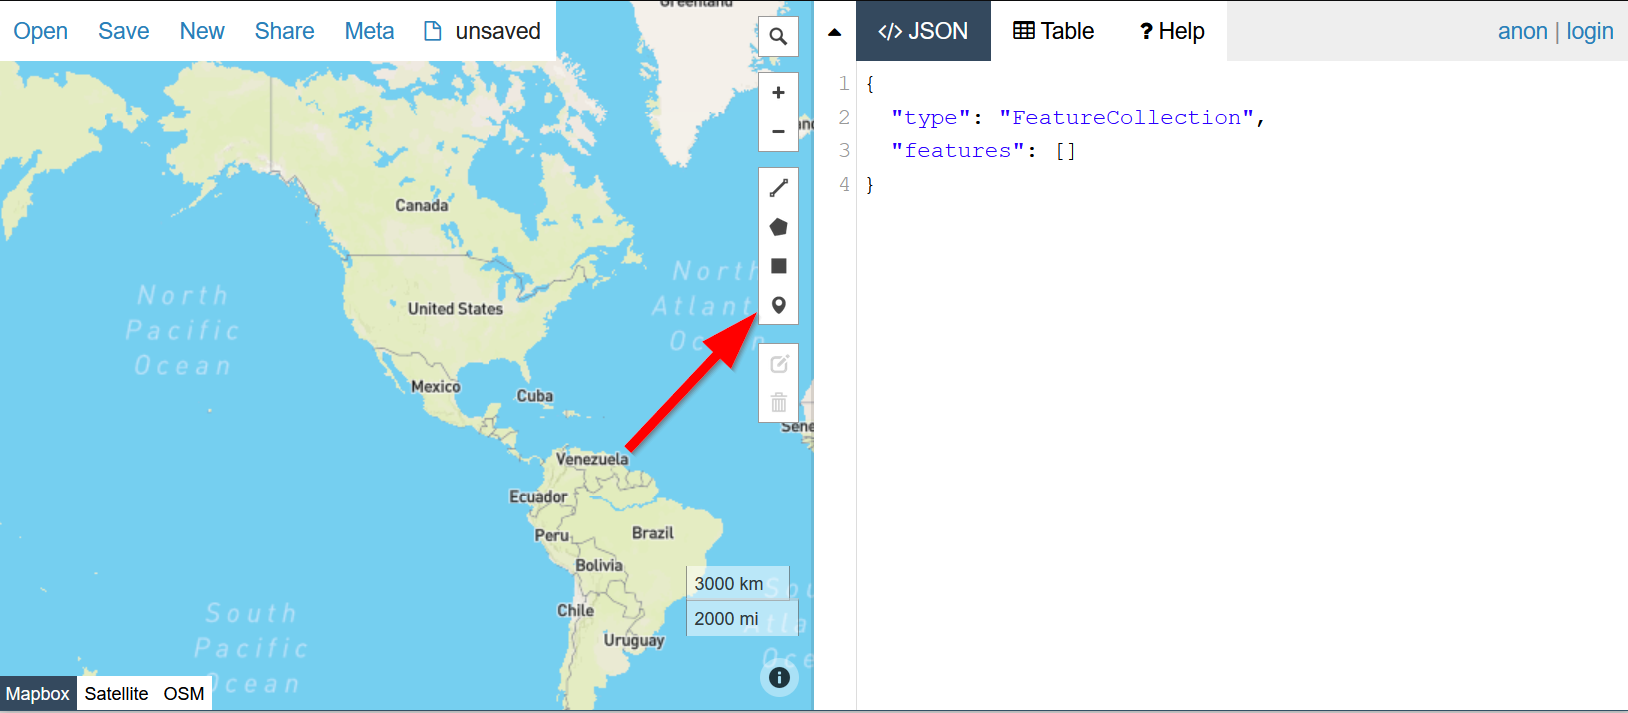 Open Save New Share Meta unsaved
JSON Table Help
anon | login
Greenland
1 {
2 "type": "FeatureCollection",
3 "features": []
4 }
Canada
North
Pacific
Ocean
United States
North
Atlant
Mexico
Cuba
Sene
Venezuela
Ecuador
Peru
Brazil
Bolivia
3000 km
2000 mi
Chile
Uruguay
South
Pacific
Ocean
Mapbox Satellite OSM